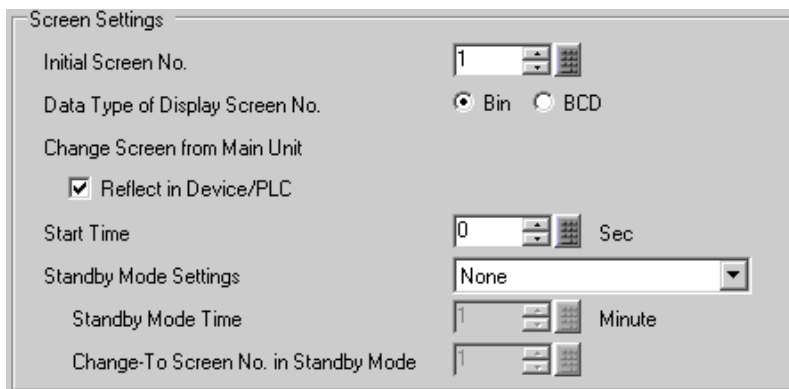 Screen Settings
Initial Screen No. 1
Data Type of Display Screen No. Bin BCD
Change Screen from Main Unit
Reflect in Device/PLC
Start Time 0 Sec
Standby Mode Settings None
Standby Mode Time 1 Minute
Change-To Screen No. in Standby Mode 1